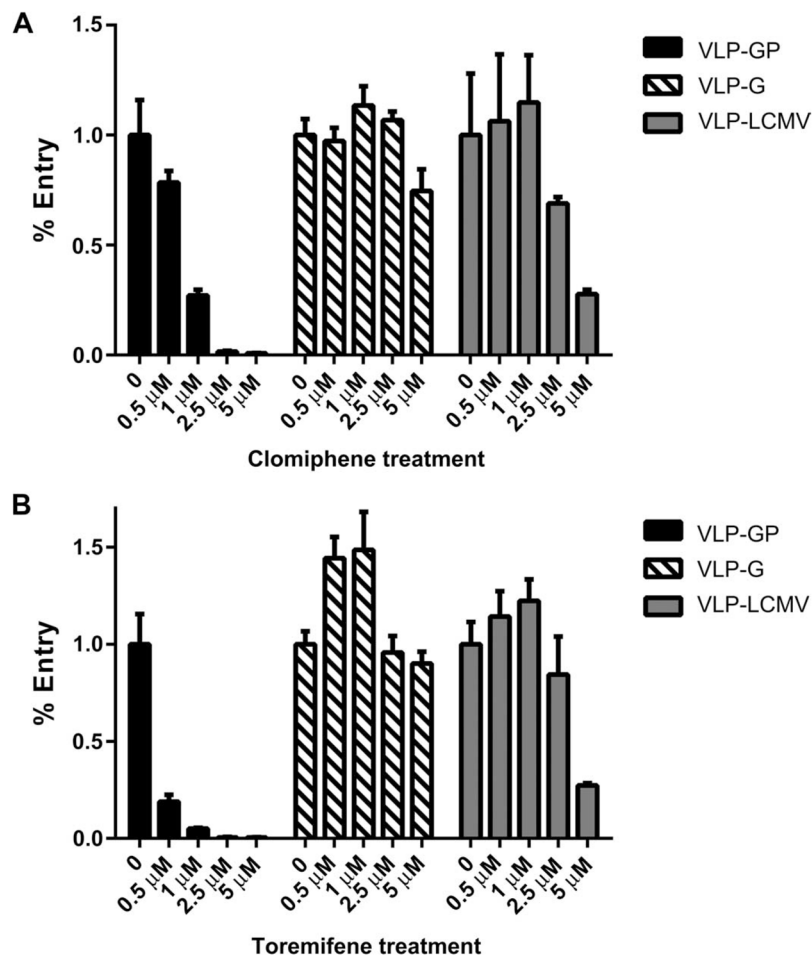 A
1.5
1.0
0.5
0.0
% Entry
0
0.5 μM
1 μM
2.5 μM
5 μM
0
0.5 μM
1 μM
2.5 μM
5 μM
0
0.5 μM
1 μM
2.5 μM
5 μM
Clomiphene treatment
VLP-GP
VLP-G
VLP-LCMV
B
1.5
1.0
0.5
0.0
% Entry
0
0.5 μM
1 μM
2.5 μM
5 μM
0
0.5 μM
1 μM
2.5 μM
5 μM
0
0.5 μM
1 μM
2.5 μM
5 μM
Toremifene treatment
VLP-GP
VLP-G
VLP-LCMV